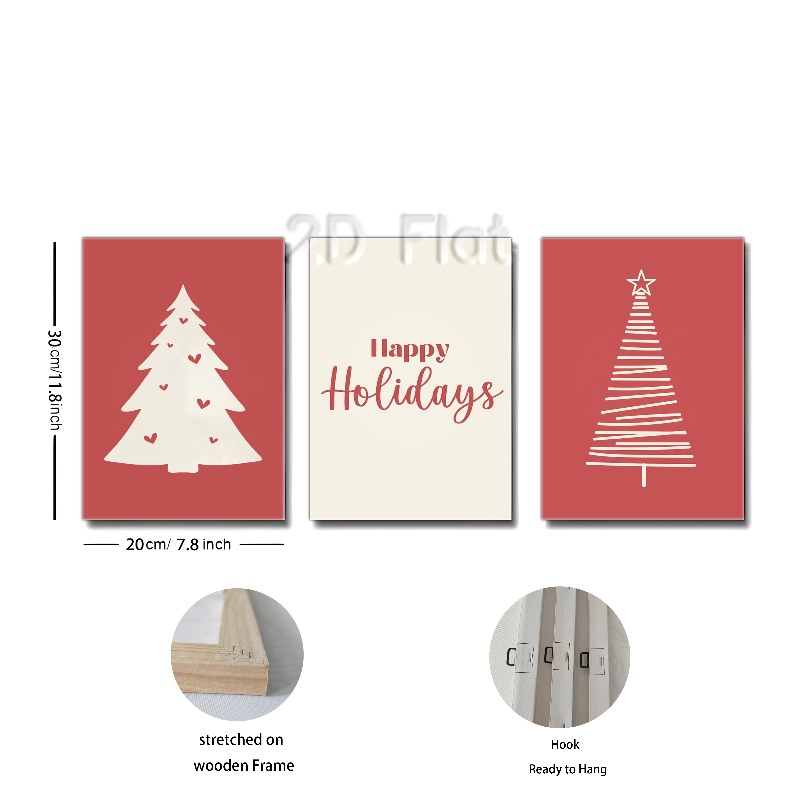 2D Flat
Happy
Holidays
30cm/11.8inch
20cm/ 7.8 inch
stretched on
wooden Frame
Hook
Ready to Hang